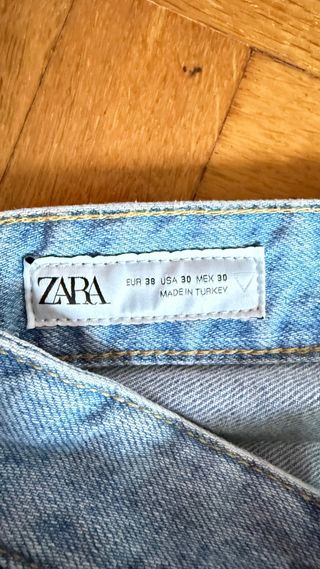 ZARA
EUR 38 USA 30 MEX 30
MADE IN TURKEY